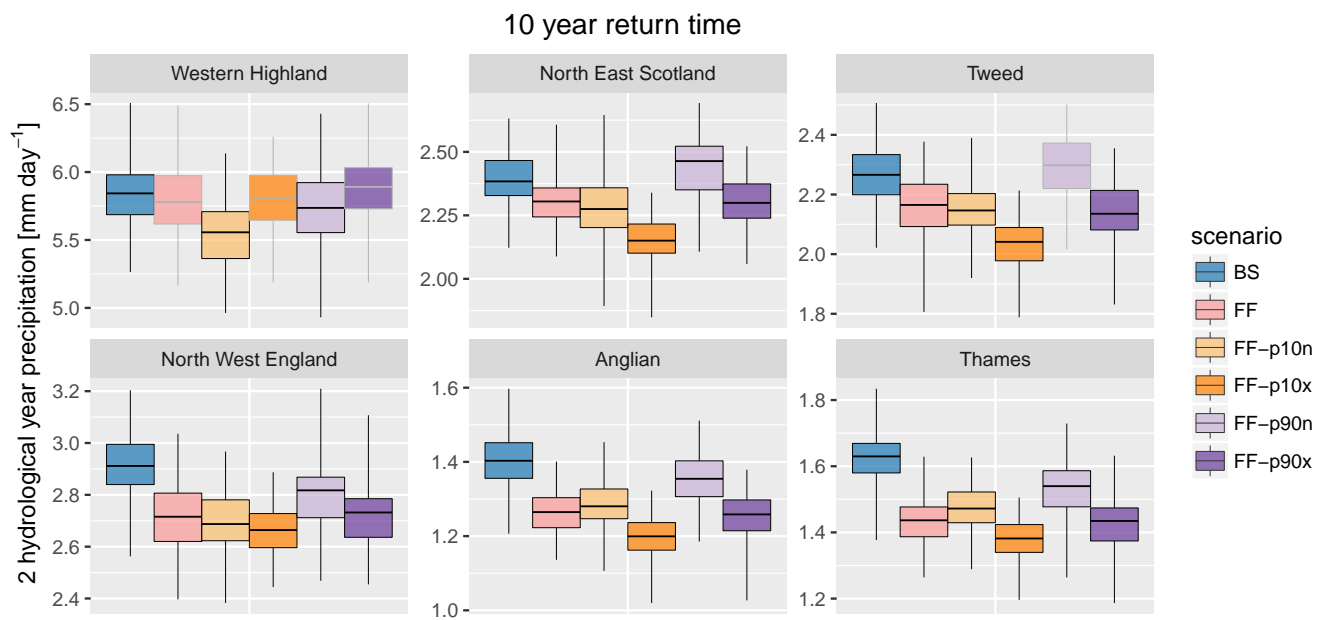 10 year return time
2 hydrological year precipitation [mm day⁻¹]
Western Highland
6.5
6.0
5.5
5.0
North East Scotland
2.50
2.25
2.00
Tweed
2.4
2.2
2.0
1.8
North West England
3.2
3.0
2.8
2.6
2.4
Anglian
1.6
1.4
1.2
1.0
Thames
1.8
1.6
1.4
1.2
scenario
BS
FF
FF−p10n
FF−p10x
FF−p90n
FF−p90x